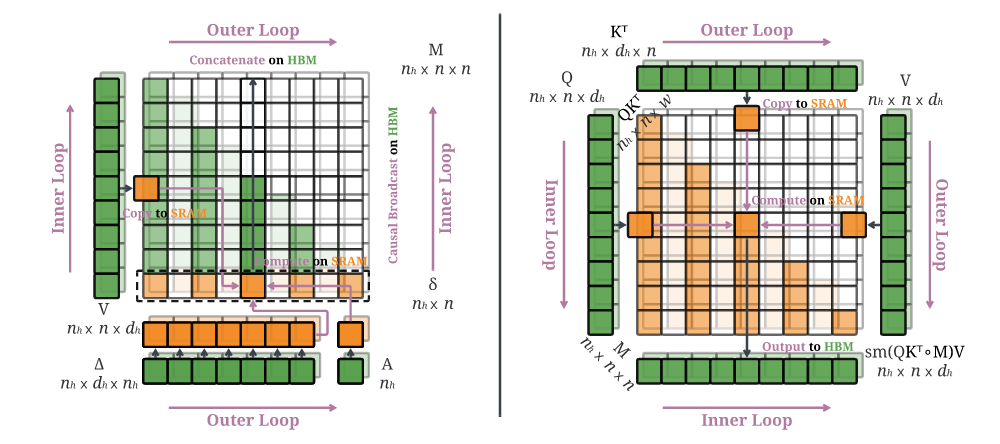 Outer Loop
Concatenate on HBM
M
nₕ × n × n
Inner Loop
Copy to SRAM
Compute on SRAM
Causal Broadcast on HBM
Inner Loop
δ
nₕ × n
V
nₕ × n × dₕ
Δ
nₕ × dₕ × nₕ
A
nₕ
Outer Loop
Outer Loop
Kᵀ
nₕ × dₕ × n
Q
nₕ × n × dₕ
QKᵀ
nₕ × n × w
Copy to SRAM
V
nₕ × n × dₕ
Inner Loop
Compute on SRAM
Outer Loop
M
nₕ × n × n
Output to HBM
sm(QKᵀ∘M)V
nₕ × n × dₕ
Inner Loop